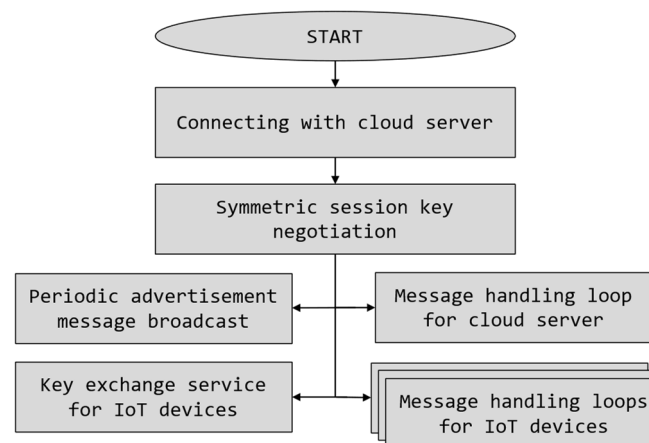 START
Connecting with cloud server
Symmetric session key
negotiation
Periodic advertisement
message broadcast
Message handling loop
for cloud server
Key exchange service
for IoT devices
Message handling loops
for IoT devices